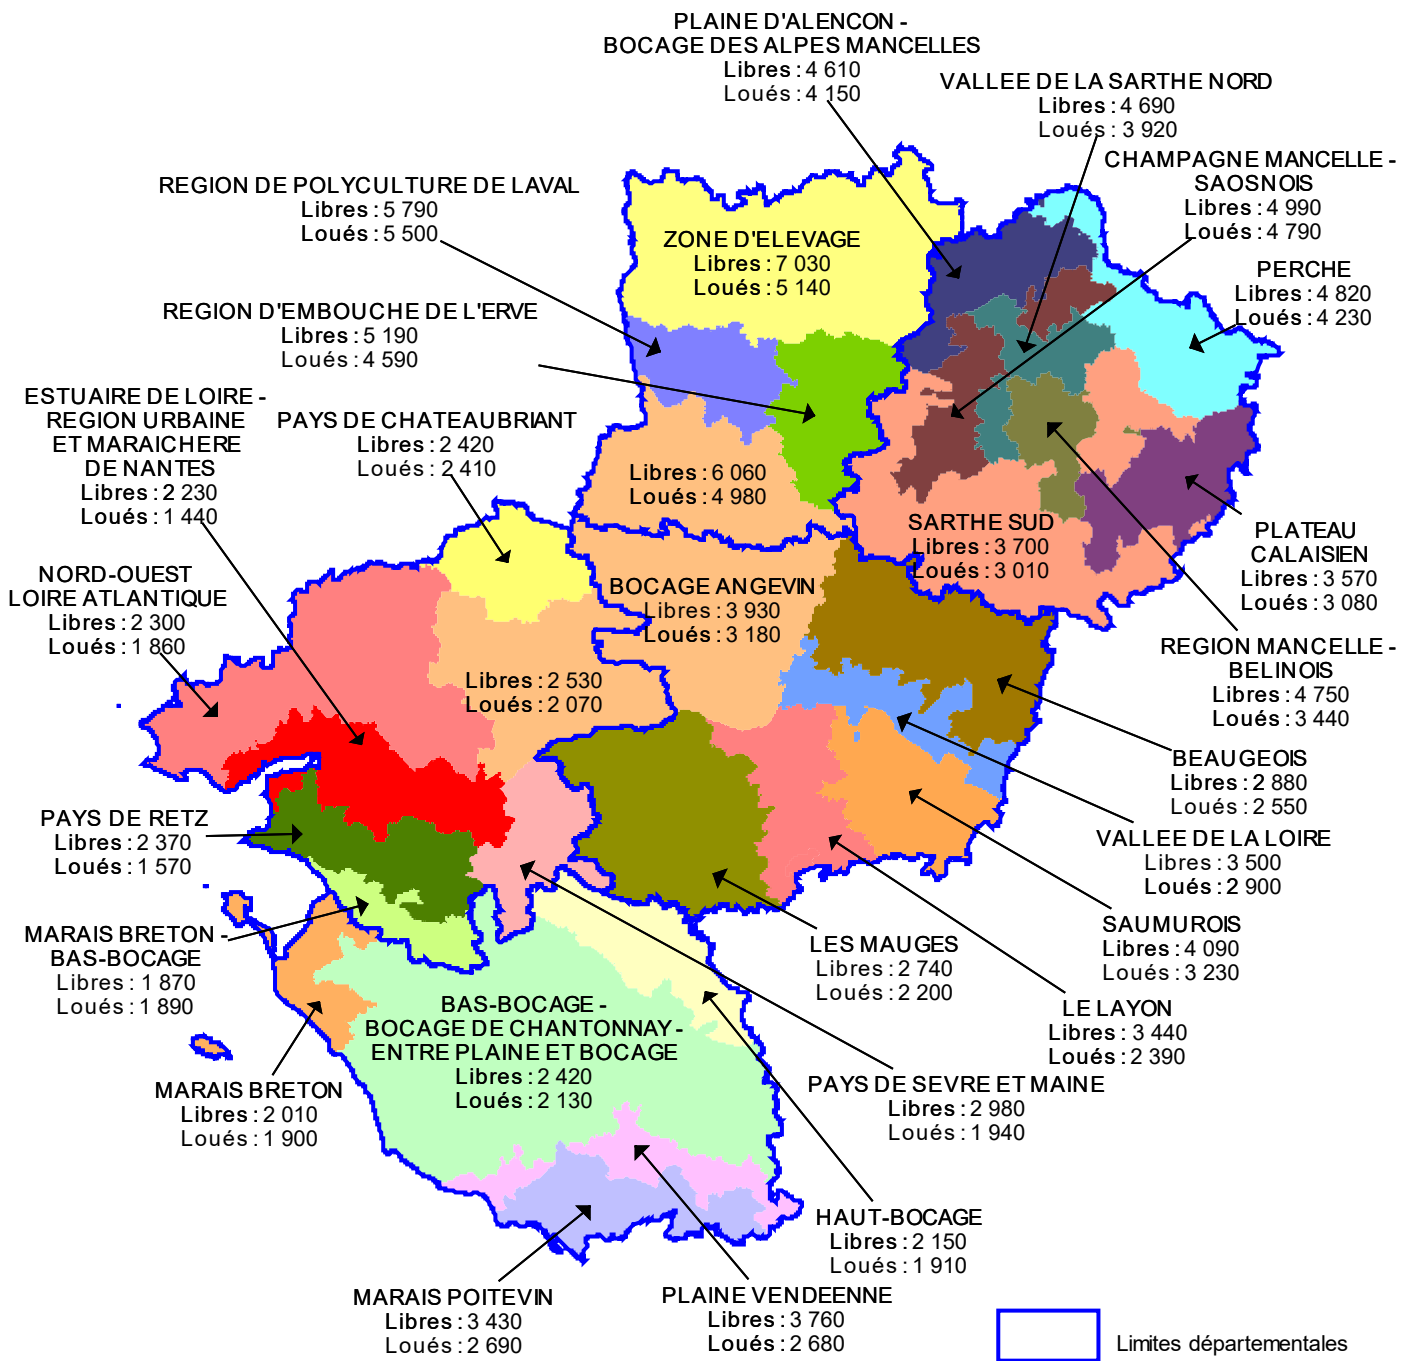 PLAINE D'ALENCON -
BOCAGE DES ALPES MANCELLES
Libres : 4 610
Loués : 4 150
VALLEE DE LA SARTHE NORD
Libres : 4 690
Loués : 3 920
CHAMPAGNE MANCELLE -
SAOSNOIS
Libres : 4 990
Loués : 4 790
REGION DE POLYCULTURE DE LAVAL
Libres : 5 790
Loués : 5 500
ZONE D'ELEVAGE
Libres : 7 030
Loués : 5 140
PERCHE
Libres : 4 820
Loués : 4 230
REGION D'EMBOUCHE DE L'ERVE
Libres : 5 190
Loués : 4 590
ESTUAIRE DE LOIRE -
REGION URBAINE
ET MARAICHERE
DE NANTES
Libres : 2 230
Loués : 1 440
PAYS DE CHATEAUBRIANT
Libres : 2 420
Loués : 2 410
Libres : 6 060
Loués : 4 980
SARTHE SUD
Libres : 3 700
Loués : 3 010
PLATEAU
CALAISIEN
Libres : 3 570
Loués : 3 080
NORD-OUEST
LOIRE ATLANTIQUE
Libres : 2 300
Loués : 1 860
BOCAGE ANGEVIN
Libres : 3 930
Loués : 3 180
REGION MANCELLE -
BELINOIS
Libres : 4 750
Loués : 3 440
Libres : 2 530
Loués : 2 070
BEAUGEOIS
Libres : 2 880
Loués : 2 550
PAYS DE RETZ
Libres : 2 370
Loués : 1 570
VALLEE DE LA LOIRE
Libres : 3 500
Loués : 2 900
SAUMUROIS
Libres : 4 090
Loués : 3 230
MARAIS BRETON -
BAS-BOCAGE
Libres : 1 870
Loués : 1 890
LES MAUGES
Libres : 2 740
Loués : 2 200
BAS-BOCAGE -
BOCAGE DE CHANTONNAY -
ENTRE PLAINE ET BOCAGE
Libres : 2 420
Loués : 2 130
LE LAYON
Libres : 3 440
Loués : 2 390
MARAIS BRETON
Libres : 2 010
Loués : 1 900
PAYS DE SEVRE ET MAINE
Libres : 2 980
Loués : 1 940
HAUT-BOCAGE
Libres : 2 150
Loués : 1 910
MARAIS POITEVIN
Libres : 3 430
Loués : 2 690
PLAINE VENDEENNE
Libres : 3 760
Loués : 2 680
Limites départementales